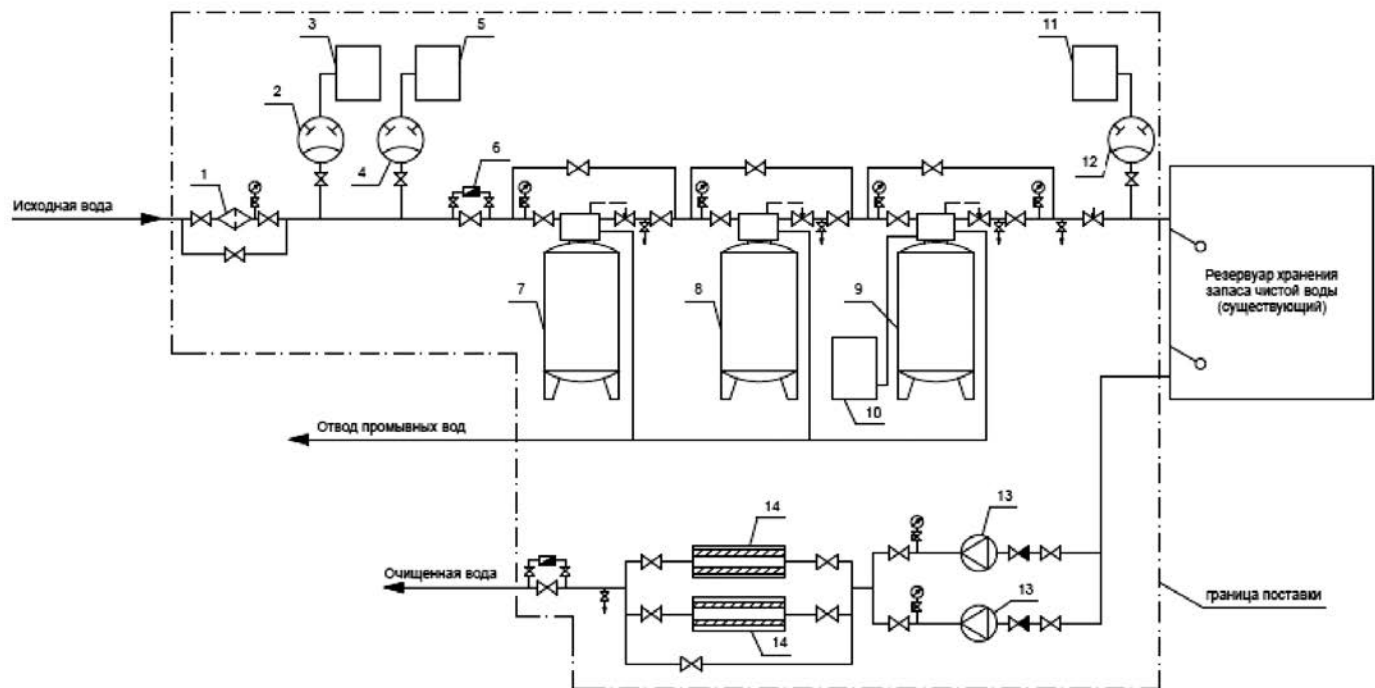 3
5
11
2
4
6
12
1
Исходная вода
Резервуар хранения
запаса чистой воды
(существующий)
7
8
9
10
Отвод промывных вод
13
14
Очищенная вода
13
граница поставки
14